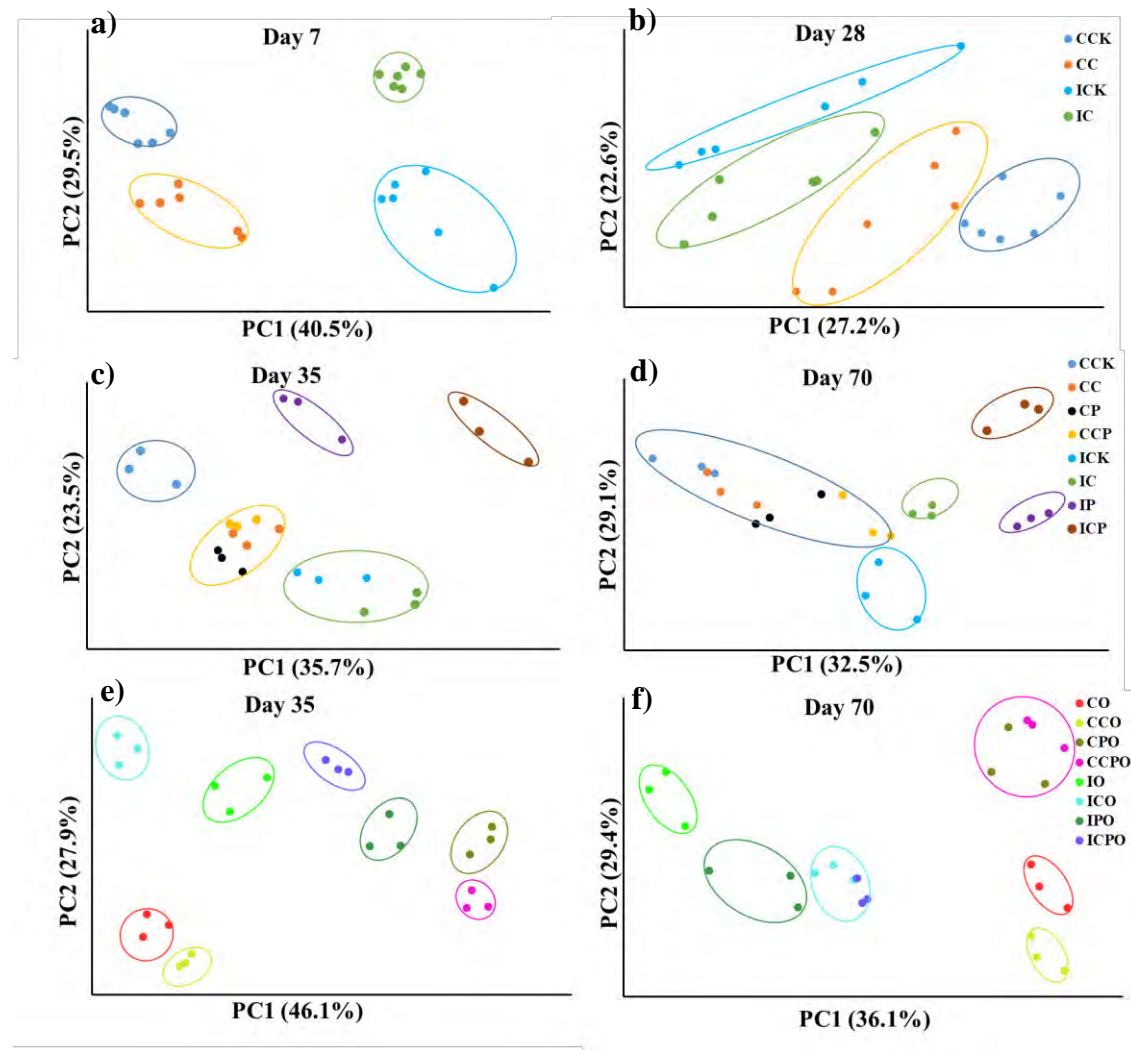 a)
Day 7
PC2 (29.5%)
PC1 (40.5%)
b)
Day 28
CCK
CC
ICK
IC
PC2 (22.6%)
PC1 (27.2%)
c)
Day 35
PC2 (23.5%)
PC1 (35.7%)
d)
Day 70
CCK
CC
CP
CCP
ICK
IC
IP
ICP
PC2 (29.1%)
PC1 (32.5%)
e)
Day 35
PC2 (27.9%)
PC1 (46.1%)
f)
Day 70
CO
CCO
CPO
CCPO
IO
ICO
IPO
ICPO
PC2 (29.4%)
PC1 (36.1%)